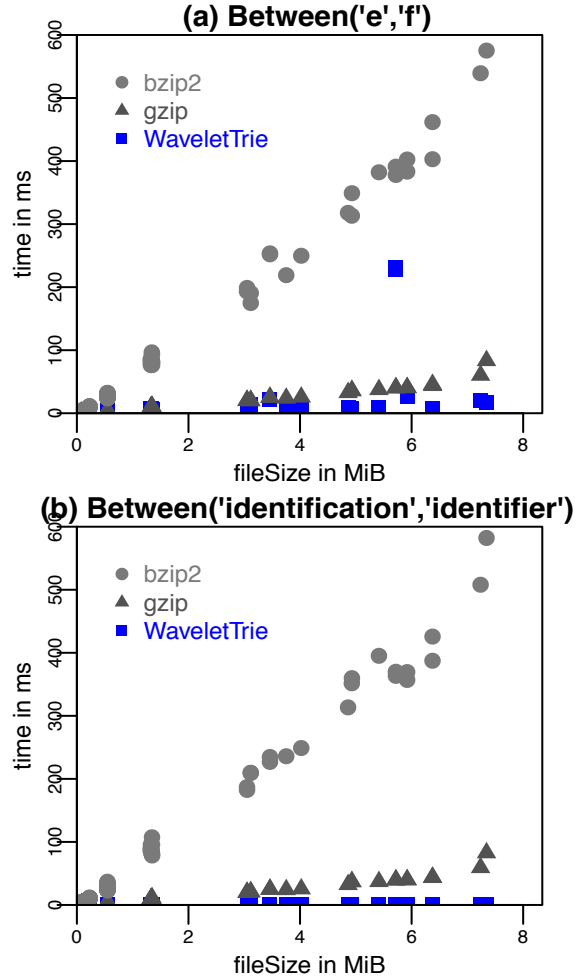 (a) Between('e','f')
600
500
400
300
200
100
0
time in ms
bzip2
gzip
WaveletTrie
0 2 4 6 8
fileSize in MiB
(b) Between('identification','identifier')
600
500
400
300
200
100
0
time in ms
bzip2
gzip
WaveletTrie
0 2 4 6 8
fileSize in MiB